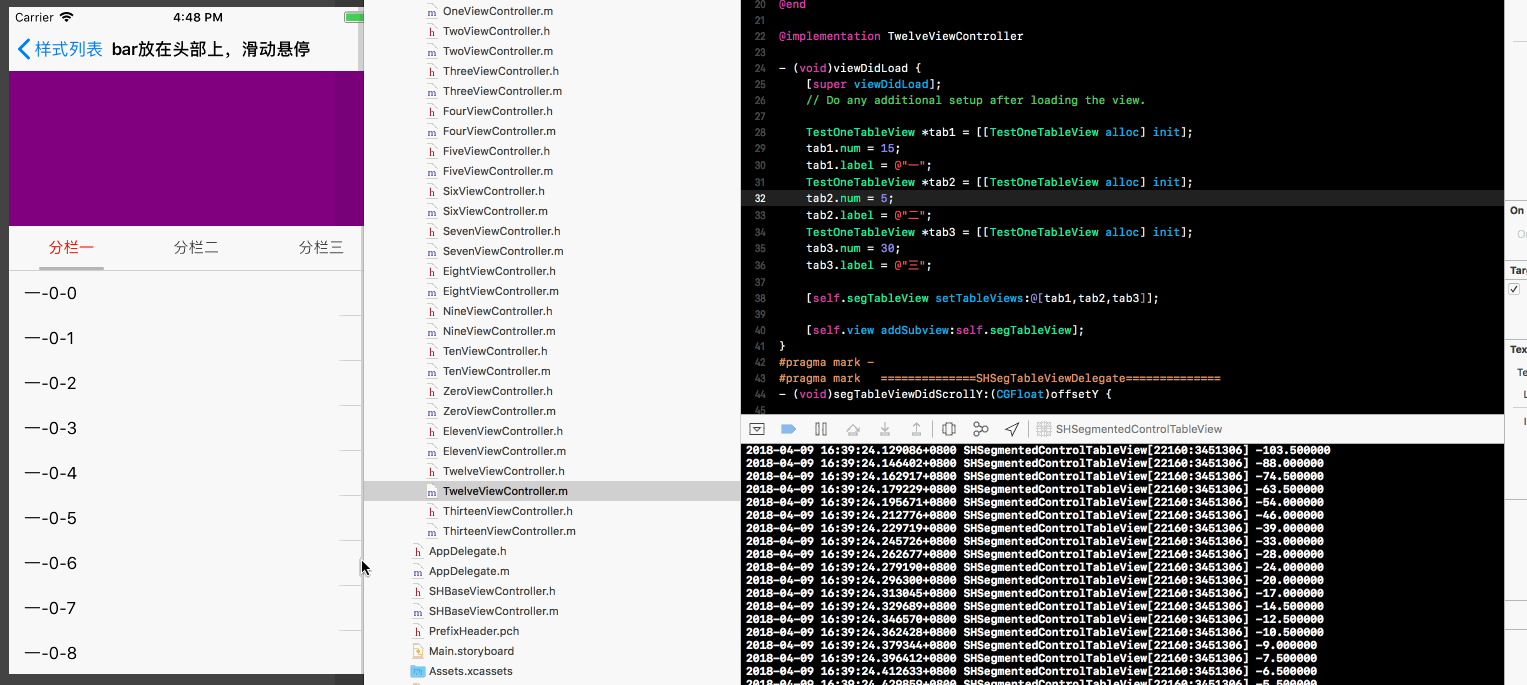 Carrier
4:48 PM
样式列表 bar放在头部上，滑动悬停
分栏一
分栏二
分栏三
一-0-0
一-0-1
一-0-2
一-0-3
一-0-4
一-0-5
一-0-6
一-0-7
一-0-8
m OneViewController.m
h TwoViewController.h
m TwoViewController.m
h ThreeViewController.h
m ThreeViewController.m
h FourViewController.h
m FourViewController.m
h FiveViewController.h
m FiveViewController.m
h SixViewController.h
m SixViewController.m
h SevenViewController.h
m SevenViewController.m
h EightViewController.h
m EightViewController.m
h NineViewController.h
m NineViewController.m
h TenViewController.h
m TenViewController.m
h ZeroViewController.h
m ZeroViewController.m
h ElevenViewController.h
m ElevenViewController.m
h TwelveViewController.h
m TwelveViewController.m
h ThirteenViewController.h
m ThirteenViewController.m
h AppDelegate.h
m AppDelegate.m
h SHBaseViewController.h
m SHBaseViewController.m
h PrefixHeader.pch
Main.storyboard
Assets.xcassets
20 @end
21
22 @implementation TwelveViewController
23
24 - (void)viewDidLoad {
25 [super viewDidLoad];
26 // Do any additional setup after loading the view.
27
28 TestOneTableView *tab1 = [[TestOneTableView alloc] init];
29 tab1.num = 15;
30 tab1.label = @"一";
31 TestOneTableView *tab2 = [[TestOneTableView alloc] init];
32 tab2.num = 5;
33 tab2.label = @"二";
34 TestOneTableView *tab3 = [[TestOneTableView alloc] init];
35 tab3.num = 30;
36 tab3.label = @"三";
37
38 [self.segTableView setTableViews:@[tab1,tab2,tab3]];
39
40 [self.view addSubview:self.segTableView];
41 }
42 #pragma mark -
43 #pragma mark ==============SHSegTableViewDelegate==============
44 - (void)segTableViewDidScrollY:(CGFloat)offsetY {
45
SHSegmentedControlTableView
2018-04-09 16:39:24.129086+0800 SHSegmentedControlTableView[22160:3451306] -103.500000
2018-04-09 16:39:24.146402+0800 SHSegmentedControlTableView[22160:3451306] -88.000000
2018-04-09 16:39:24.162917+0800 SHSegmentedControlTableView[22160:3451306] -74.500000
2018-04-09 16:39:24.179229+0800 SHSegmentedControlTableView[22160:3451306] -63.500000
2018-04-09 16:39:24.195671+0800 SHSegmentedControlTableView[22160:3451306] -54.000000
2018-04-09 16:39:24.212776+0800 SHSegmentedControlTableView[22160:3451306] -46.000000
2018-04-09 16:39:24.229719+0800 SHSegmentedControlTableView[22160:3451306] -39.000000
2018-04-09 16:39:24.245726+0800 SHSegmentedControlTableView[22160:3451306] -33.000000
2018-04-09 16:39:24.262677+0800 SHSegmentedControlTableView[22160:3451306] -28.000000
2018-04-09 16:39:24.279190+0800 SHSegmentedControlTableView[22160:3451306] -24.000000
2018-04-09 16:39:24.296300+0800 SHSegmentedControlTableView[22160:3451306] -20.000000
2018-04-09 16:39:24.313045+0800 SHSegmentedControlTableView[22160:3451306] -17.000000
2018-04-09 16:39:24.329689+0800 SHSegmentedControlTableView[22160:3451306] -14.500000
2018-04-09 16:39:24.346570+0800 SHSegmentedControlTableView[22160:3451306] -12.500000
2018-04-09 16:39:24.362428+0800 SHSegmentedControlTableView[22160:3451306] -10.500000
2018-04-09 16:39:24.379344+0800 SHSegmentedControlTableView[22160:3451306] -9.000000
2018-04-09 16:39:24.396412+0800 SHSegmentedControlTableView[22160:3451306] -7.500000
2018-04-09 16:39:24.412633+0800 SHSegmentedControlTableView[22160:3451306] -6.500000
2018-04-09 16:39:24.429859+0800 SHSegmentedControlTableView[22160:3451306] -5.500000
On
Tar
Tex
Te